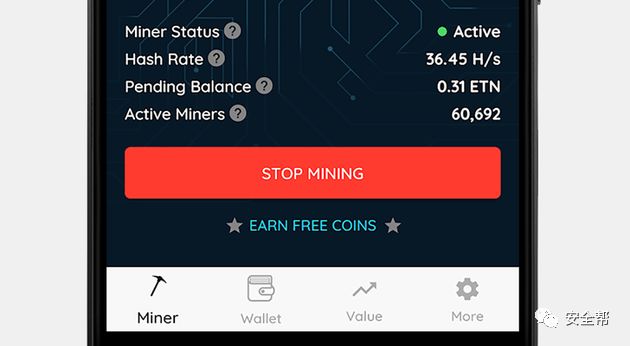 Miner Status ? Active
Hash Rate ? 36.45 H/s
Pending Balance ? 0.31 ETN
Active Miners ? 60,692
STOP MINING
★ EARN FREE COINS ★
Miner Wallet Value More
安全帮